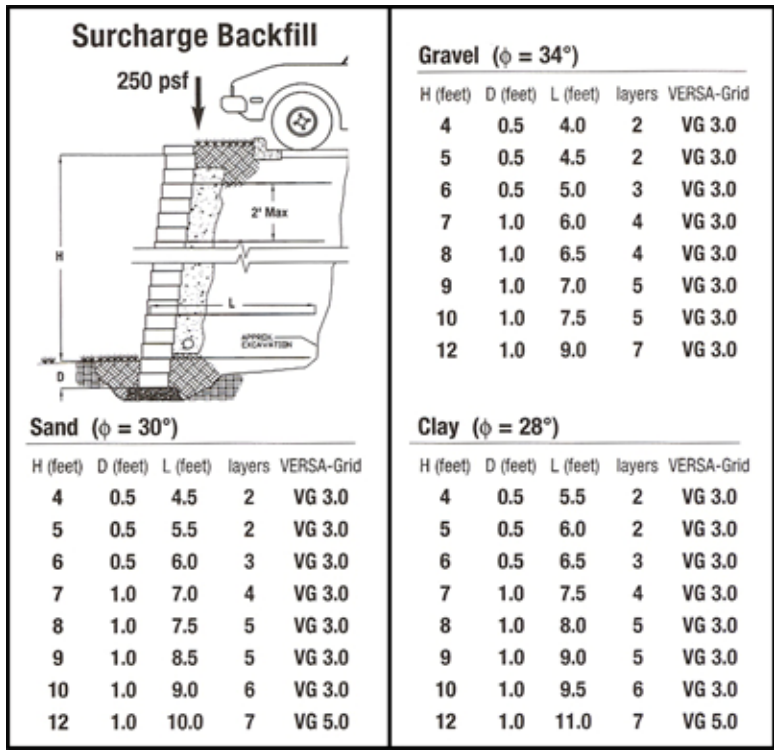 Surcharge Backfill
250 psf
2' Max
H
L
APPROX.
EXCAVATION
D
Sand (ϕ = 30°)
H (feet) D (feet) L (feet) layers VERSA-Grid
4 0.5 4.5 2 VG 3.0
5 0.5 5.5 2 VG 3.0
6 0.5 6.0 3 VG 3.0
7 1.0 7.0 4 VG 3.0
8 1.0 7.5 5 VG 3.0
9 1.0 8.5 5 VG 3.0
10 1.0 9.0 6 VG 3.0
12 1.0 10.0 7 VG 5.0
Gravel (ϕ = 34°)
H (feet) D (feet) L (feet) layers VERSA-Grid
4 0.5 4.0 2 VG 3.0
5 0.5 4.5 2 VG 3.0
6 0.5 5.0 3 VG 3.0
7 1.0 6.0 4 VG 3.0
8 1.0 6.5 4 VG 3.0
9 1.0 7.0 5 VG 3.0
10 1.0 7.5 5 VG 3.0
12 1.0 9.0 7 VG 3.0
Clay (ϕ = 28°)
H (feet) D (feet) L (feet) layers VERSA-Grid
4 0.5 5.5 2 VG 3.0
5 0.5 6.0 2 VG 3.0
6 0.5 6.5 3 VG 3.0
7 1.0 7.5 4 VG 3.0
8 1.0 8.0 5 VG 3.0
9 1.0 9.0 5 VG 3.0
10 1.0 9.5 6 VG 3.0
12 1.0 11.0 7 VG 5.0